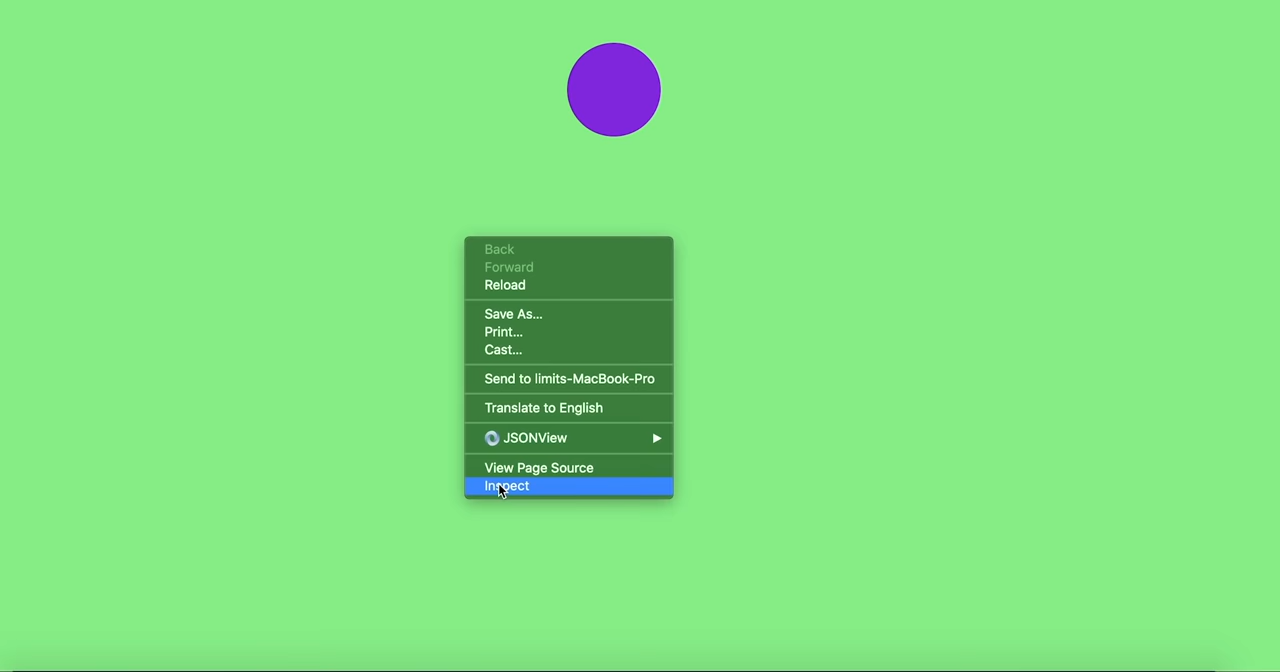 Back
Forward
Reload
Save As...
Print...
Cast...
Send to limits-MacBook-Pro
Translate to English
JSONView
View Page Source
Inspect